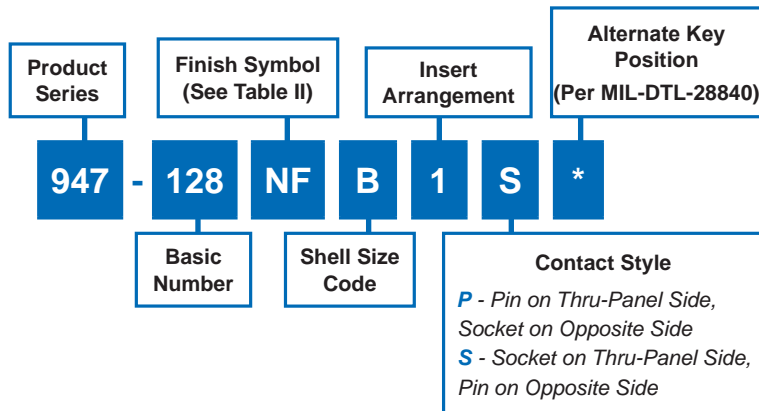 Product
Series
Finish Symbol
(See Table II)
Insert
Arrangement
Alternate Key
Position
(Per MIL-DTL-28840)
947 - 128 NF B 1 S *
Basic
Number
Shell Size
Code
Contact Style
P - Pin on Thru-Panel Side,
Socket on Opposite Side
S - Socket on Thru-Panel Side,
Pin on Opposite Side